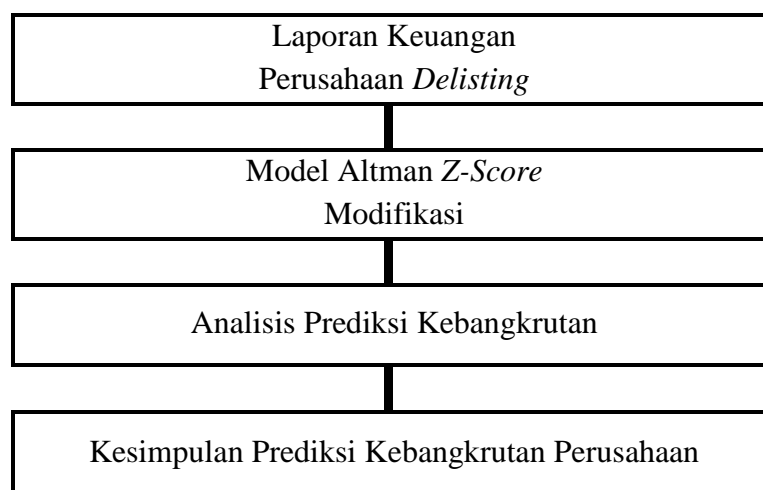 Laporan Keuangan
Perusahaan Delisting
Model Altman Z-Score
Modifikasi
Analisis Prediksi Kebangkrutan
Kesimpulan Prediksi Kebangkrutan Perusahaan